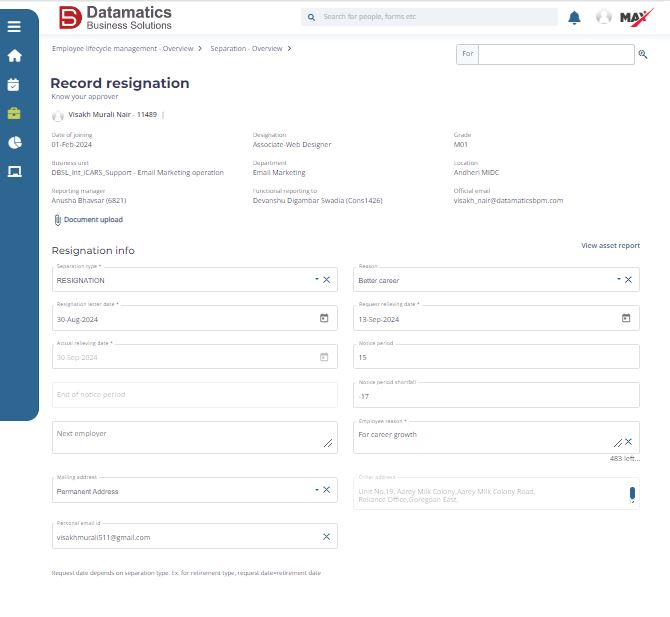 Datamatics
Business Solutions
Search for people, forms etc
MAX
Employee lifecycle management - Overview > Separation - Overview >
For
Record resignation
Know your approver
Visakh Murali Nair - 11489 |
Date of joining Designation Grade
01-Feb-2024 Associate-Web Designer M01
Business unit Department Location
DBSL_Int_ICARS_Support - Email Marketing operation Email Marketing Andheri MIDC
Reporting manager Functional reporting to Official email
Anusha Bhavsar (6821) Devanshu Digambar Swadia (Cons1426) visakh_nair@datamaticsbpm.com
Document upload
Resignation info View asset report
Separation type * Reason
RESIGNATION Better career
Resignation letter date * Request relieving date *
30-Aug-2024 13-Sep-2024
Actual relieving date * Notice period
30-Sep-2024 15
Notice period shortfall
End of notice period -17
Employee reason *
Next employer For career growth
483 left...
Mailing address Enter address
Permanent Address Unit No.19, Aarey Milk Colony,Aarey Milk Colony Road,
Reliance Office,Goregoan East,
Personal email id
visakhmurali511@gmail.com
Request date depends on separation type. Ex. for retirement type, request date=retirement date